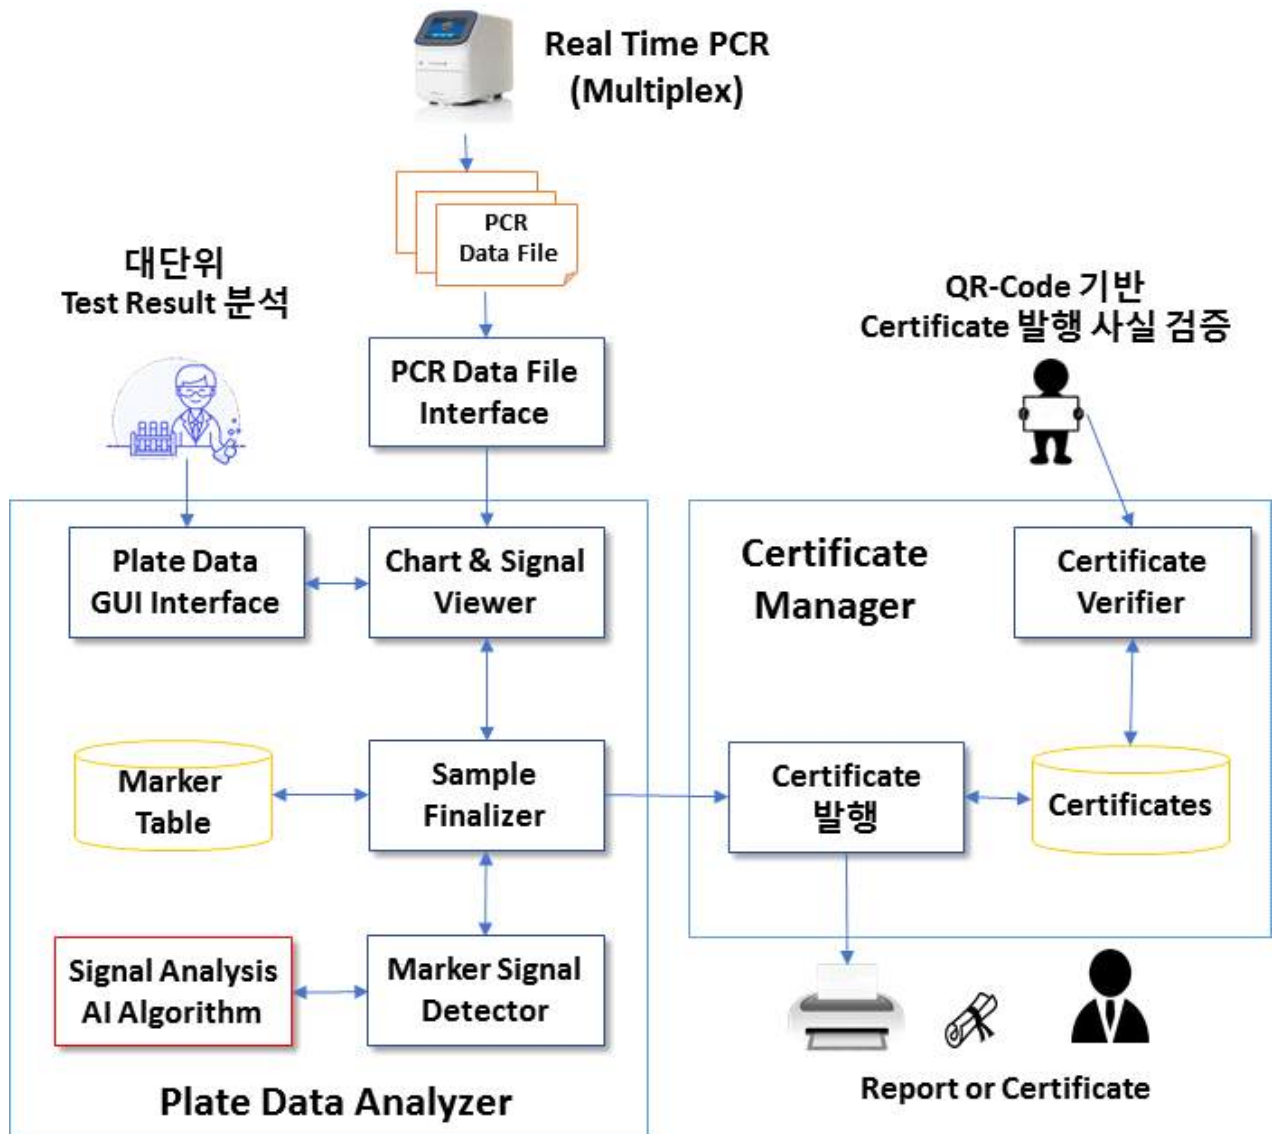 Real Time PCR
(Multiplex)
PCR
Data File
대단위
Test Result 분석
QR-Code 기반
Certificate 발행 사실 검증
PCR Data File
Interface
Plate Data
GUI Interface
Chart & Signal
Viewer
Certificate
Manager
Certificate
Verifier
Marker
Table
Sample
Finalizer
Certificate
발행
Certificates
Signal Analysis
AI Algorithm
Marker Signal
Detector
Report or Certificate
Plate Data Analyzer